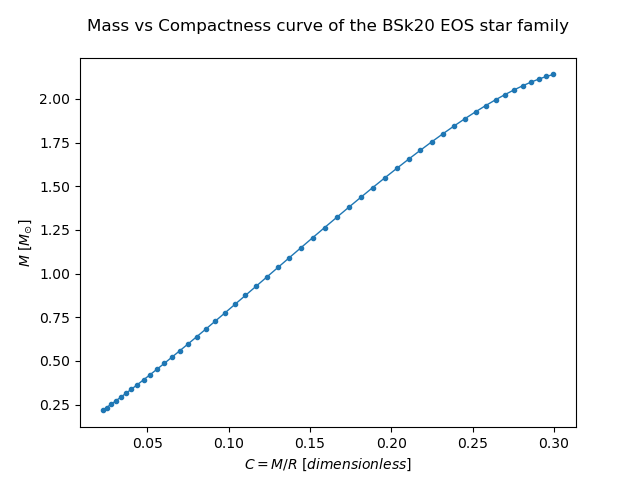 Mass vs Compactness curve of the BSk20 EOS star family
2.00
1.75
1.50
1.25
1.00
0.75
0.50
0.25
M [M☉]
0.05 0.10 0.15 0.20 0.25 0.30
C = M/R [dimensionless]